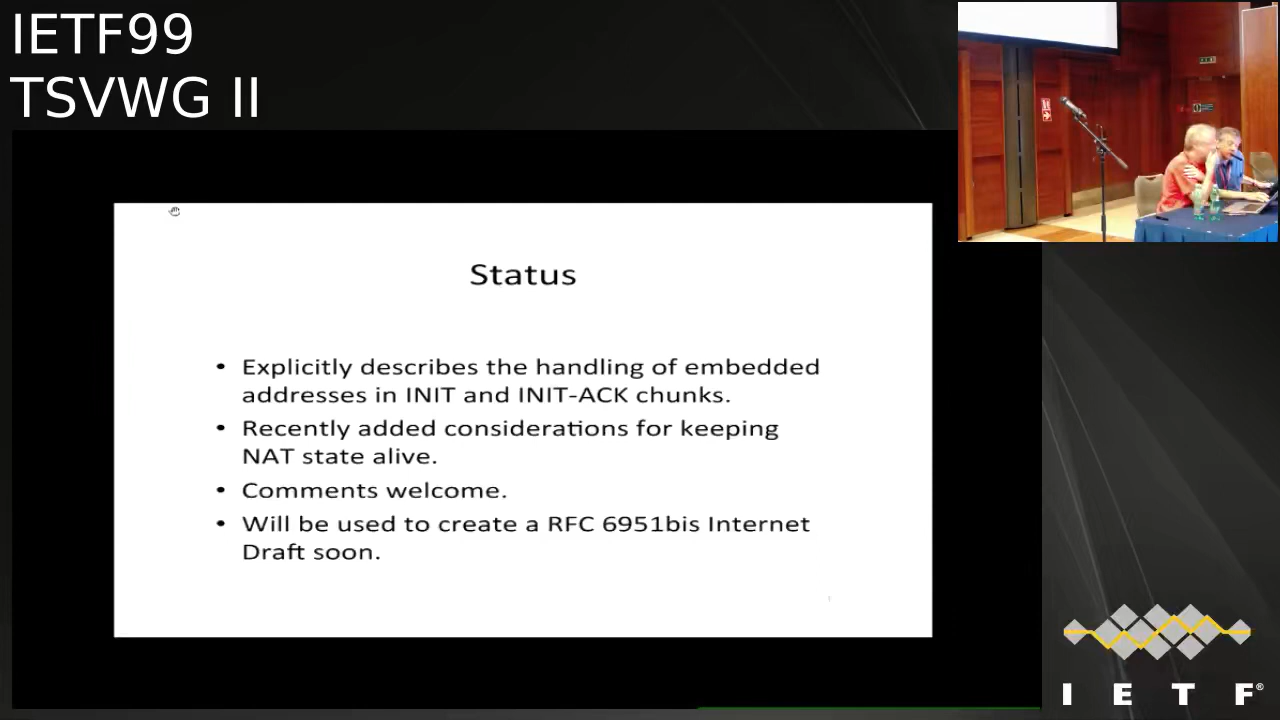 IETF99
TSVWG II
Status
• Explicitly describes the handling of embedded
addresses in INIT and INIT-ACK chunks.
• Recently added considerations for keeping
NAT state alive.
• Comments welcome.
• Will be used to create a RFC 6951bis Internet
Draft soon.
I E T F®